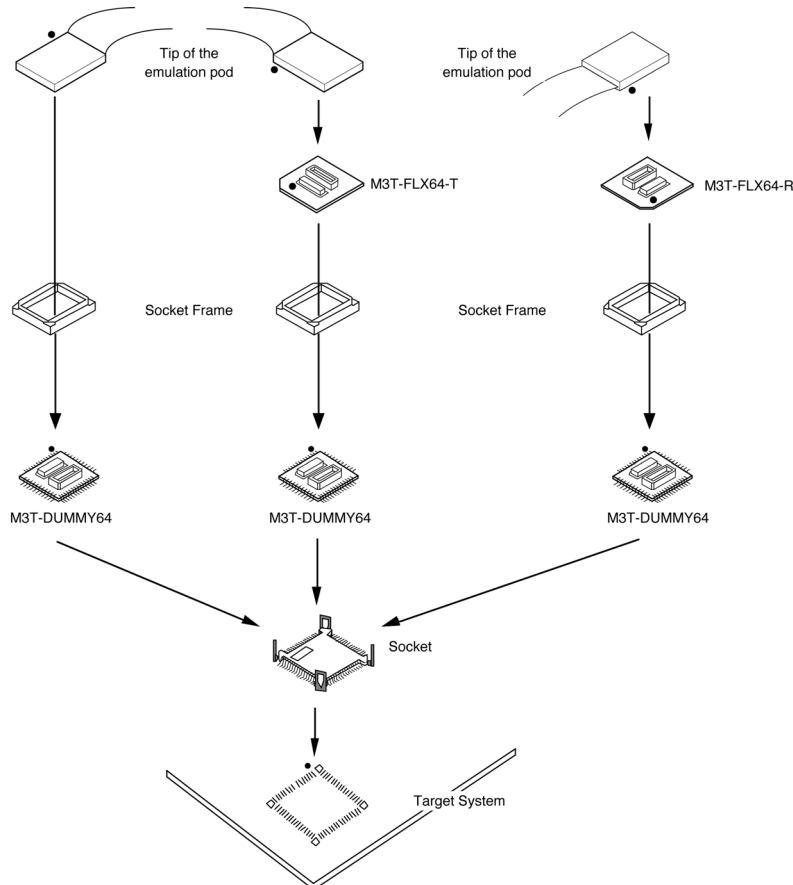 Tip of the
emulation pod
Tip of the
emulation pod
M3T-FLX64-T
M3T-FLX64-R
Socket Frame
Socket Frame
M3T-DUMMY64
M3T-DUMMY64
M3T-DUMMY64
Socket
Target System